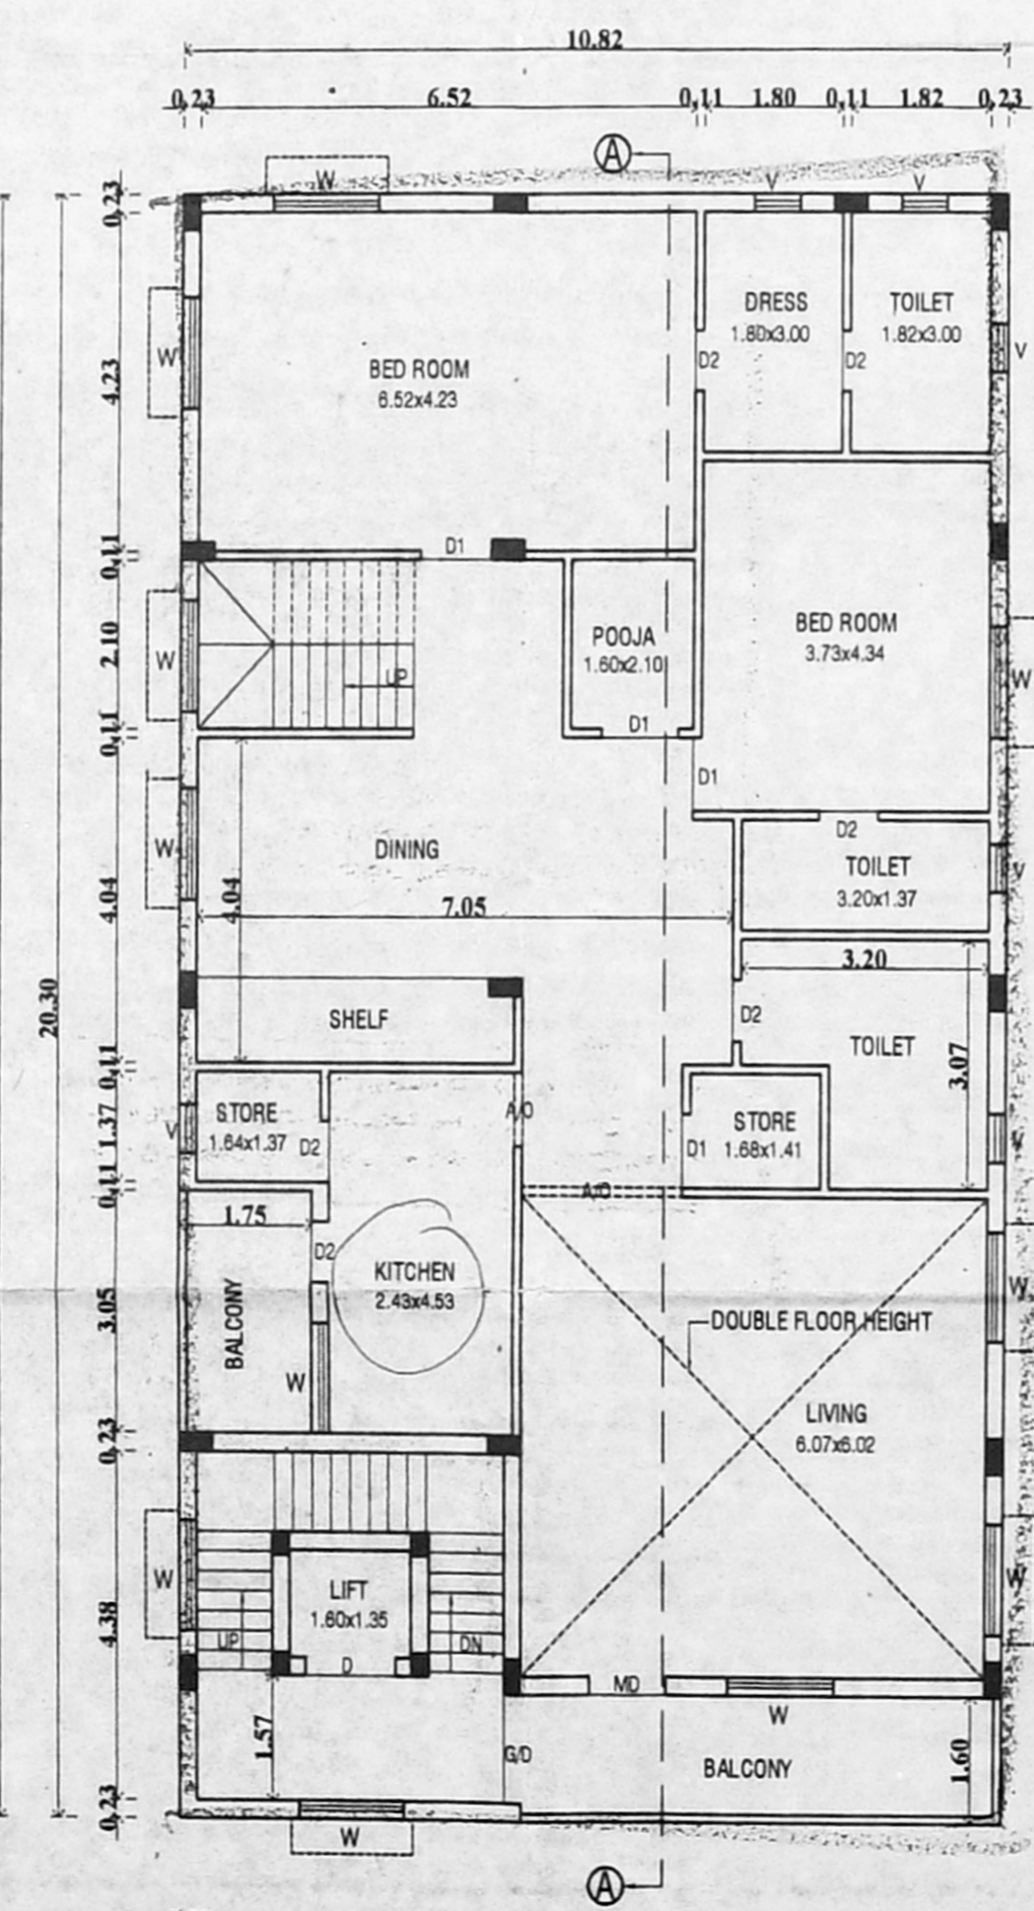 10.82
0.23 6.52 0.11 1.80 0.11 1.82 0.23
A
W V V
0.23
DRESS TOILET
1.80x3.00 1.82x3.00
W D2 D2 V
4.23
BED ROOM
6.52x4.23
D1
0.11
POOJA BED ROOM
1.60x2.10 3.73x4.34
2.10
W UP W
D1
0.11
D1
D2
DINING
W TOILET V
3.20x1.37
4.04 4.04 7.05
3.20
20.30
SHELF D2 TOILET
3.07
0.11
A/O
STORE STORE
1.64x1.37 1.68x1.41
V D2 D1 V
1.37
0.11
A/O
1.75
D2
KITCHEN
2.43x4.53
W
BALCONY
3.05
DOUBLE FLOOR HEIGHT
W
LIVING
6.07x6.02
0.23
W LIFT W
1.60x1.35
4.38
UP DN
D
MD
W
1.57 G/D BALCONY 1.60
0.23
W
A